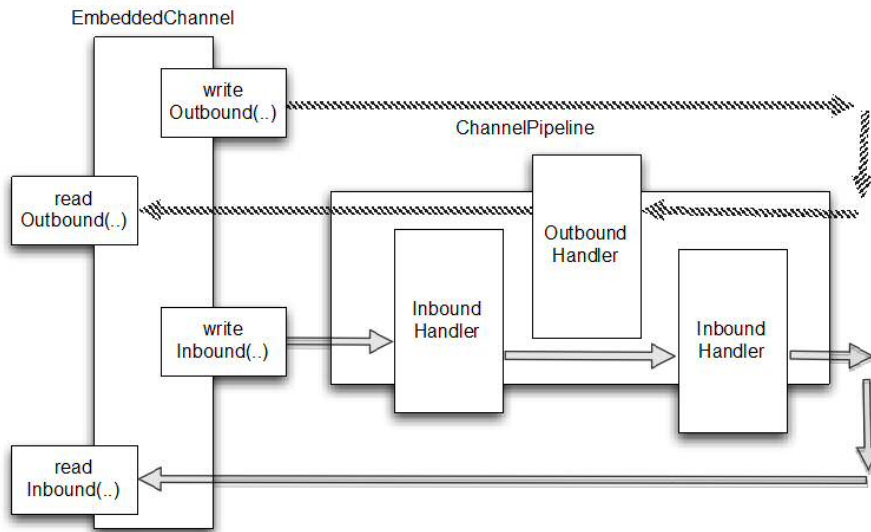 EmbeddedChannel
write
Outbound(..)
ChannelPipeline
read
Outbound(..)
Outbound
Handler
write
Inbound(..)
Inbound
Handler
Inbound
Handler
read
Inbound(..)